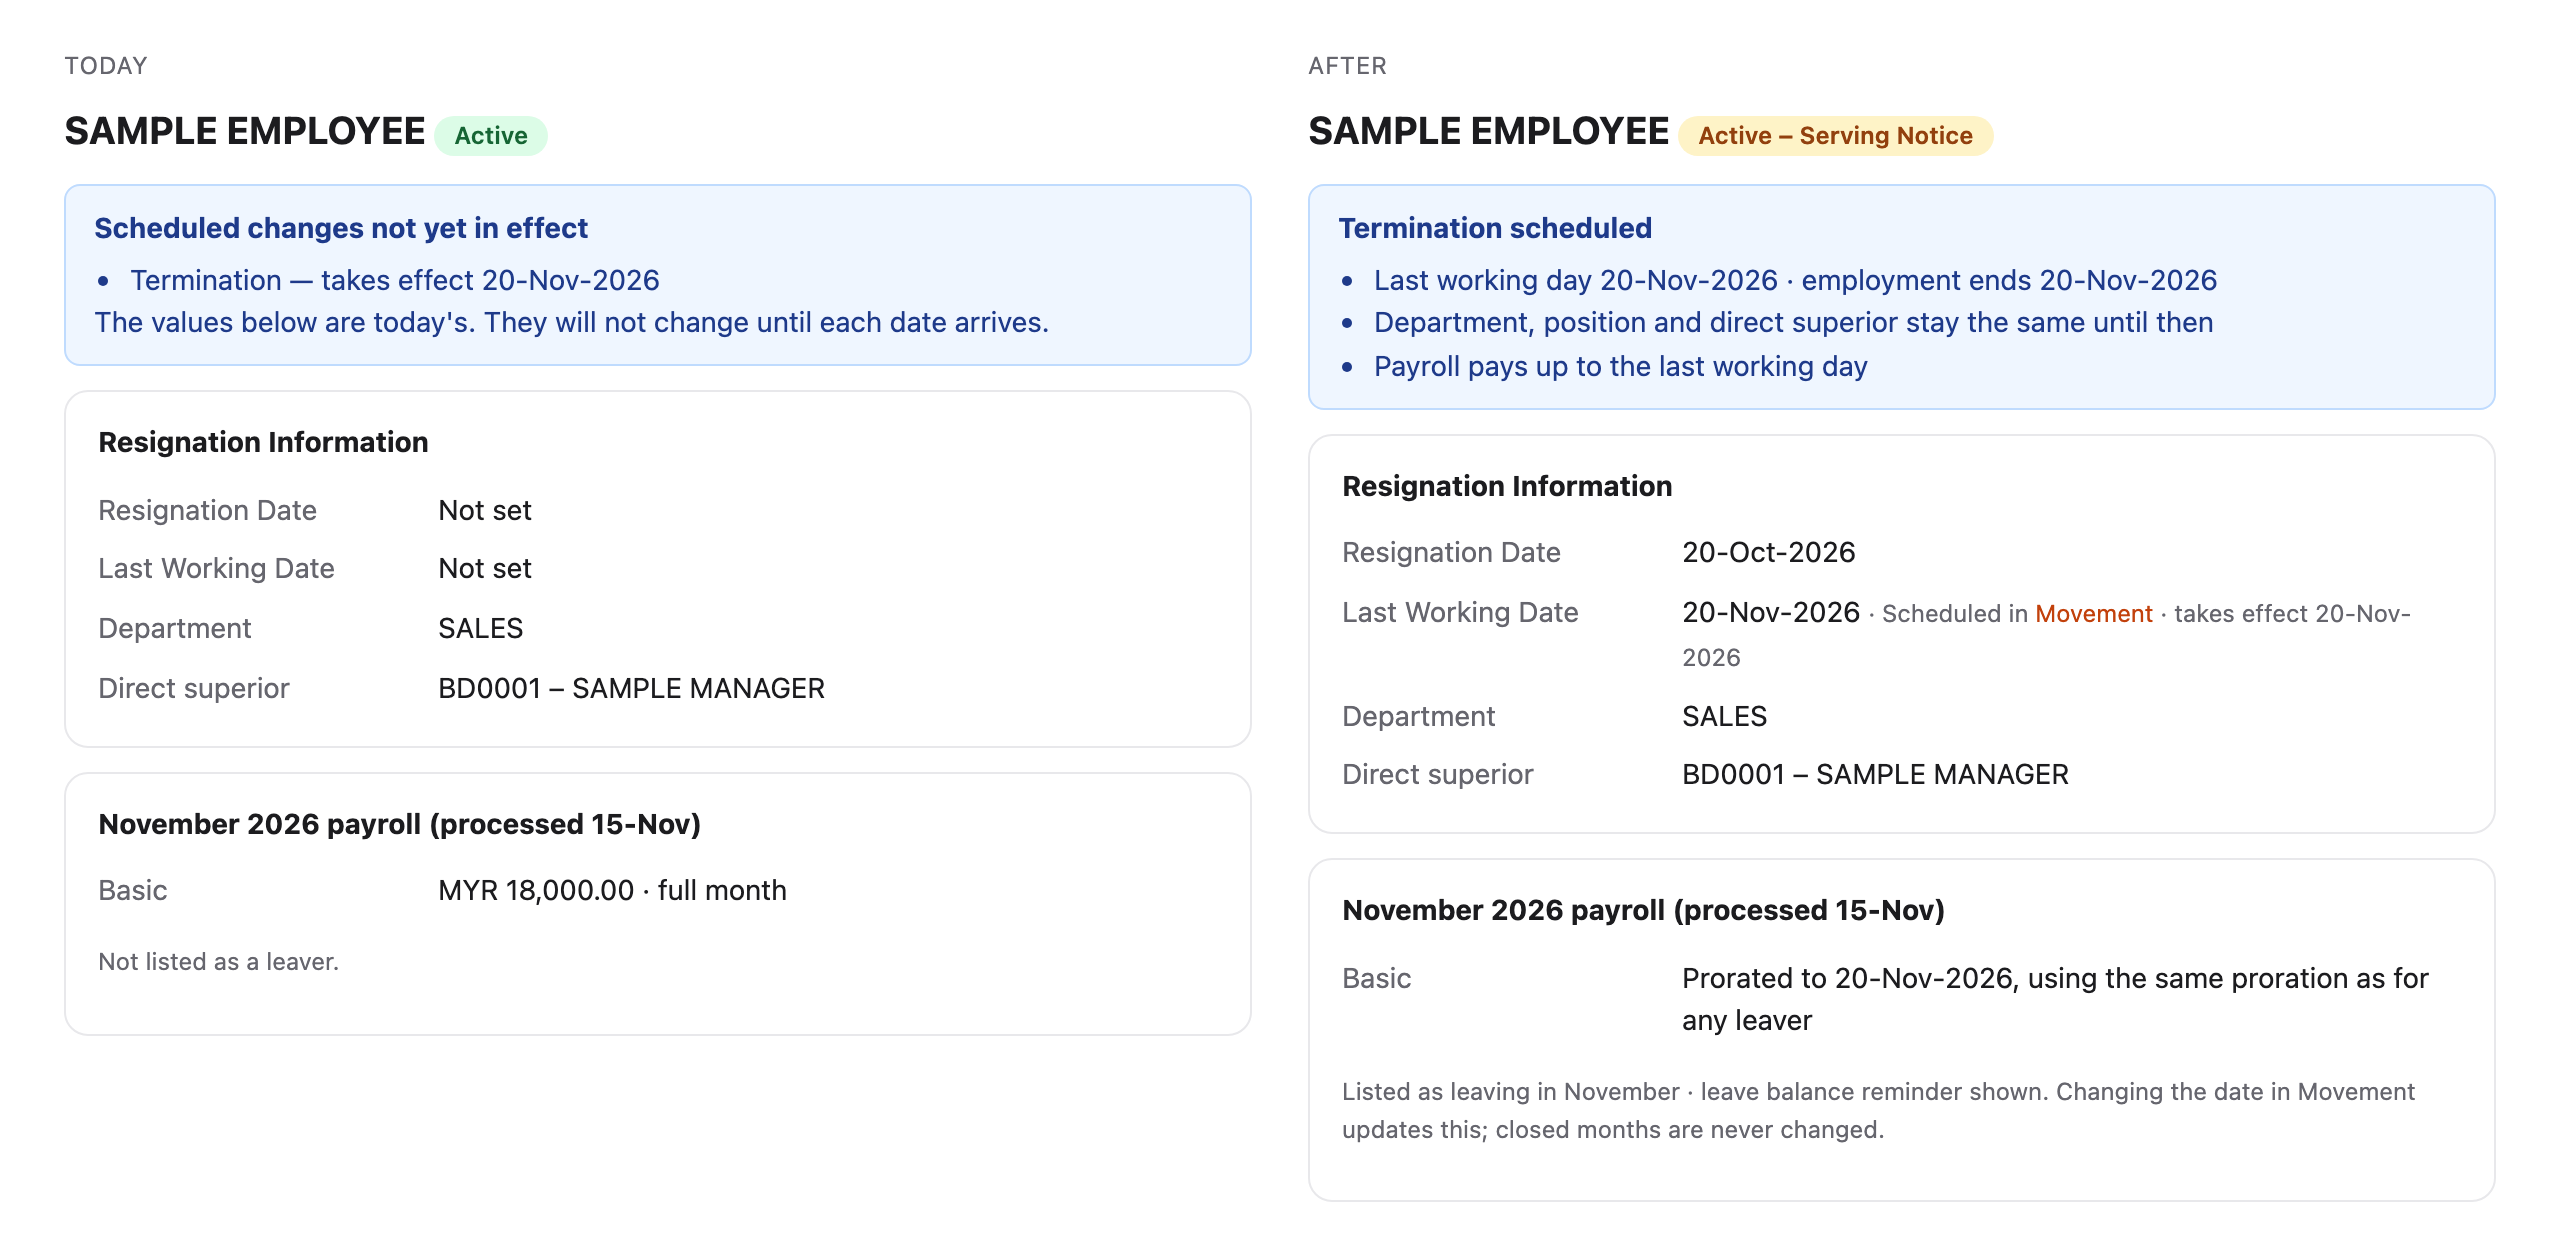 TODAY
SAMPLE EMPLOYEE Active
Scheduled changes not yet in effect
• Termination — takes effect 20-Nov-2026
The values below are today's. They will not change until each date arrives.
Resignation Information
Resignation Date Not set
Last Working Date Not set
Department SALES
Direct superior BD0001 – SAMPLE MANAGER
November 2026 payroll (processed 15-Nov)
Basic MYR 18,000.00 · full month
Not listed as a leaver.
AFTER
SAMPLE EMPLOYEE Active – Serving Notice
Termination scheduled
• Last working day 20-Nov-2026 · employment ends 20-Nov-2026
• Department, position and direct superior stay the same until then
• Payroll pays up to the last working day
Resignation Information
Resignation Date 20-Oct-2026
Last Working Date 20-Nov-2026 · Scheduled in Movement · takes effect 20-Nov-
2026
Department SALES
Direct superior BD0001 – SAMPLE MANAGER
November 2026 payroll (processed 15-Nov)
Basic Prorated to 20-Nov-2026, using the same proration as for
any leaver
Listed as leaving in November · leave balance reminder shown. Changing the date in Movement
updates this; closed months are never changed.